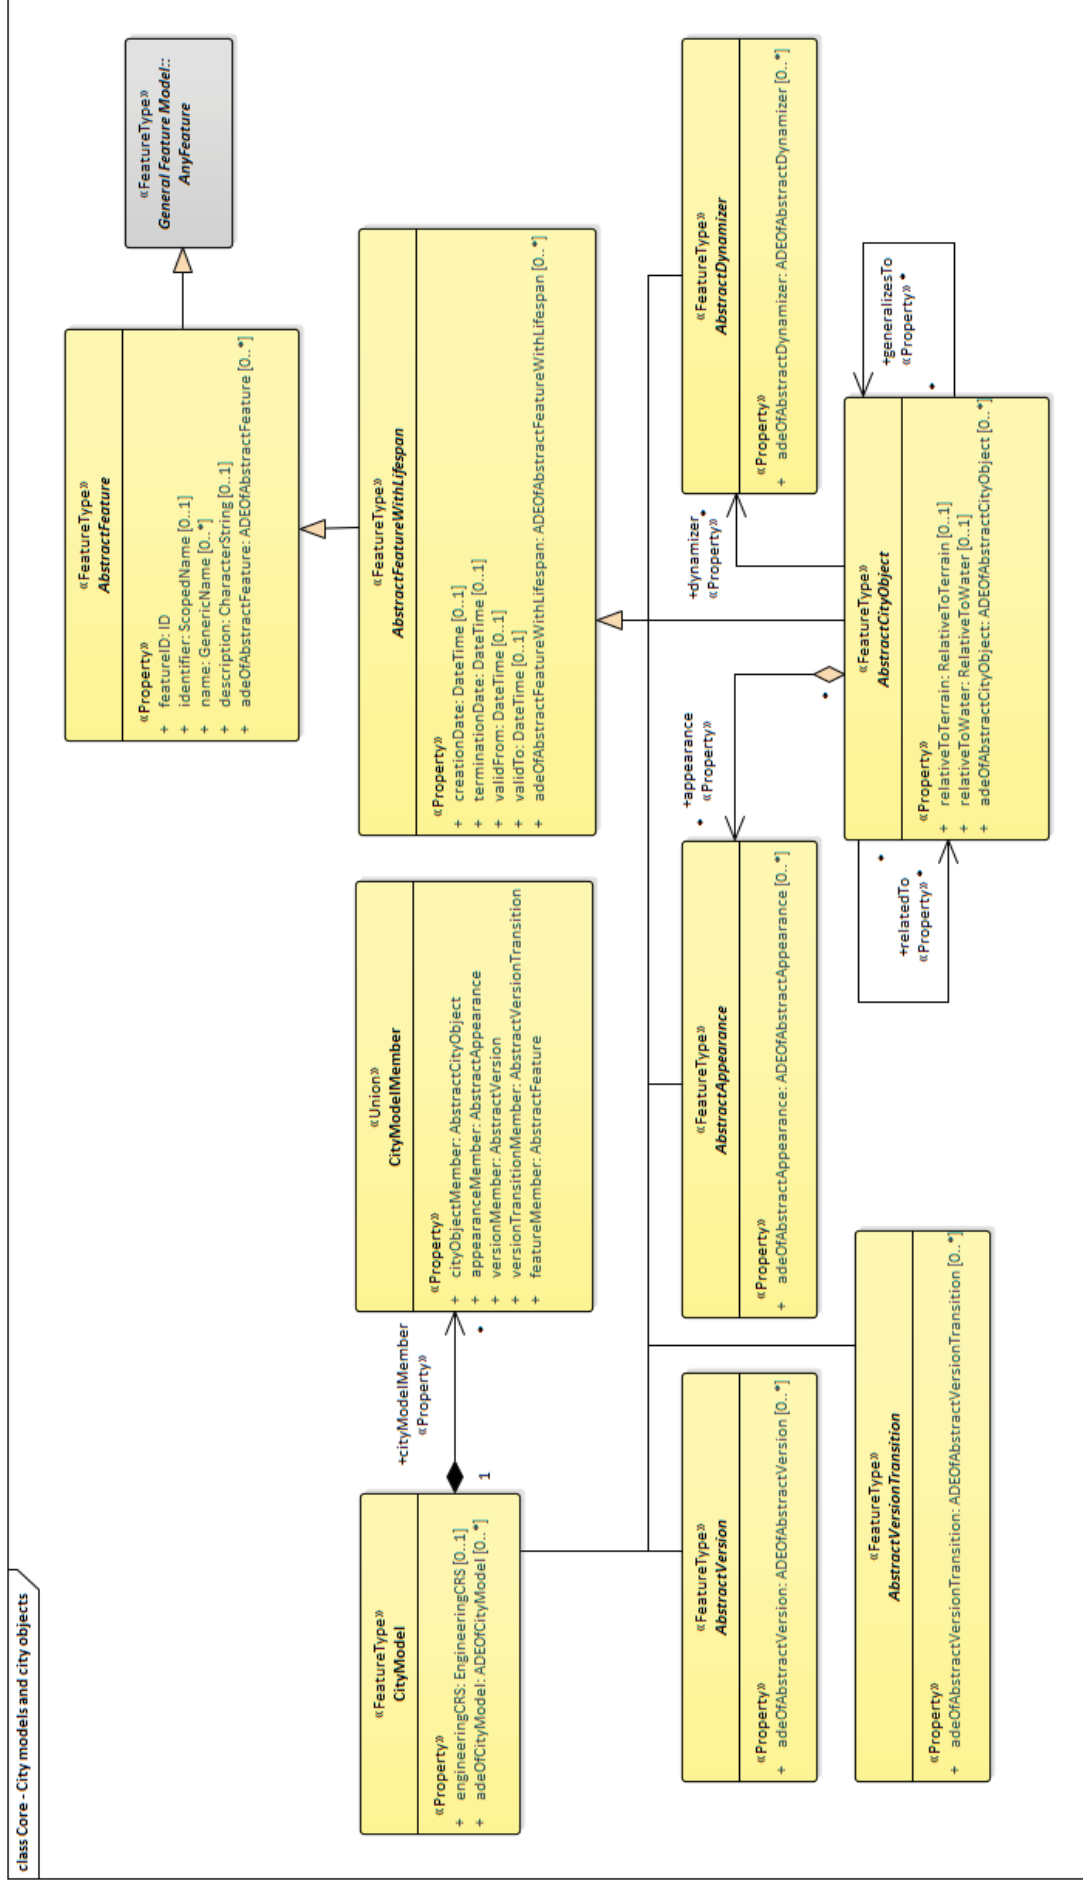 class Core - City models and city objects
«FeatureType»
AbstractFeature
«Property»
+ featureID: ID
+ identifier: ScopedName [0..1]
+ name: GenericName [0..*]
+ description: CharacterString [0..1]
+ adeOfAbstractFeature: ADEOfAbstractFeature [0..*]
«FeatureType»
General Feature Model::
AnyFeature
«FeatureType»
CityModel
«Property»
+ engineeringCRS: EngineeringCRS [0..1]
+ adeOfCityModel: ADEOfCityModel [0..*]
+cityModelMember
«Property»
1
*
«Union»
CityModelMember
«Property»
+ cityObjectMember: AbstractCityObject
+ appearanceMember: AbstractAppearance
+ versionMember: AbstractVersion
+ versionTransitionMember: AbstractVersionTransition
+ featureMember: AbstractFeature
«FeatureType»
AbstractFeatureWithLifespan
«Property»
+ creationDate: DateTime [0..1]
+ terminationDate: DateTime [0..1]
+ validFrom: DateTime [0..1]
+ validTo: DateTime [0..1]
+ adeOfAbstractFeatureWithLifespan: ADEOfAbstractFeatureWithLifespan [0..*]
«FeatureType»
AbstractVersion
«Property»
+ adeOfAbstractVersion: ADEOfAbstractVersion [0..*]
«FeatureType»
AbstractAppearance
«Property»
+ adeOfAbstractAppearance: ADEOfAbstractAppearance [0..*]
+appearance
* «Property»
*
+dynamizer
«Property» *
«FeatureType»
AbstractDynamizer
«Property»
+ adeOfAbstractDynamizer: ADEOfAbstractDynamizer [0..*]
«FeatureType»
AbstractVersionTransition
«Property»
+ adeOfAbstractVersionTransition: ADEOfAbstractVersionTransition [0..*]
*
+relatedTo
«Property» *
«FeatureType»
AbstractCityObject
«Property»
+ relativeToTerrain: RelativeToTerrain [0..1]
+ relativeToWater: RelativeToWater [0..1]
+ adeOfAbstractCityObject: ADEOfAbstractCityObject [0..*]
+generalizesTo
«Property» *
*